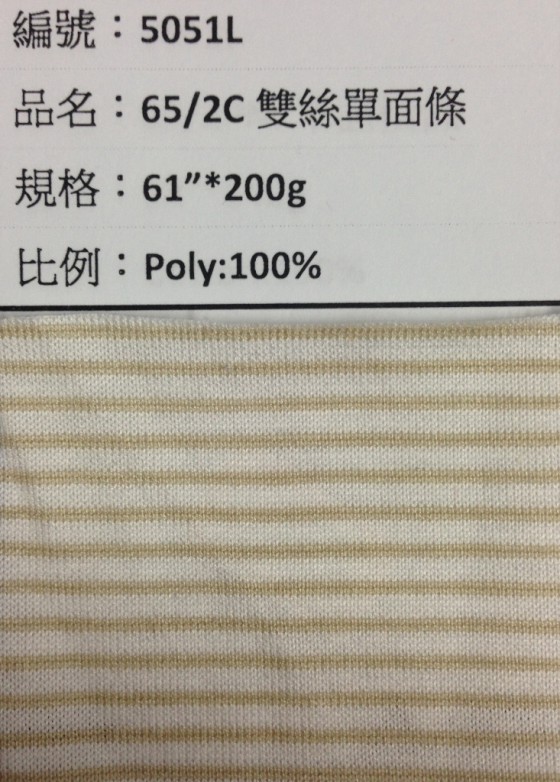 編號：5051L
品名：65/2C 雙絲單面條
規格：61”*200g
比例：Poly:100%